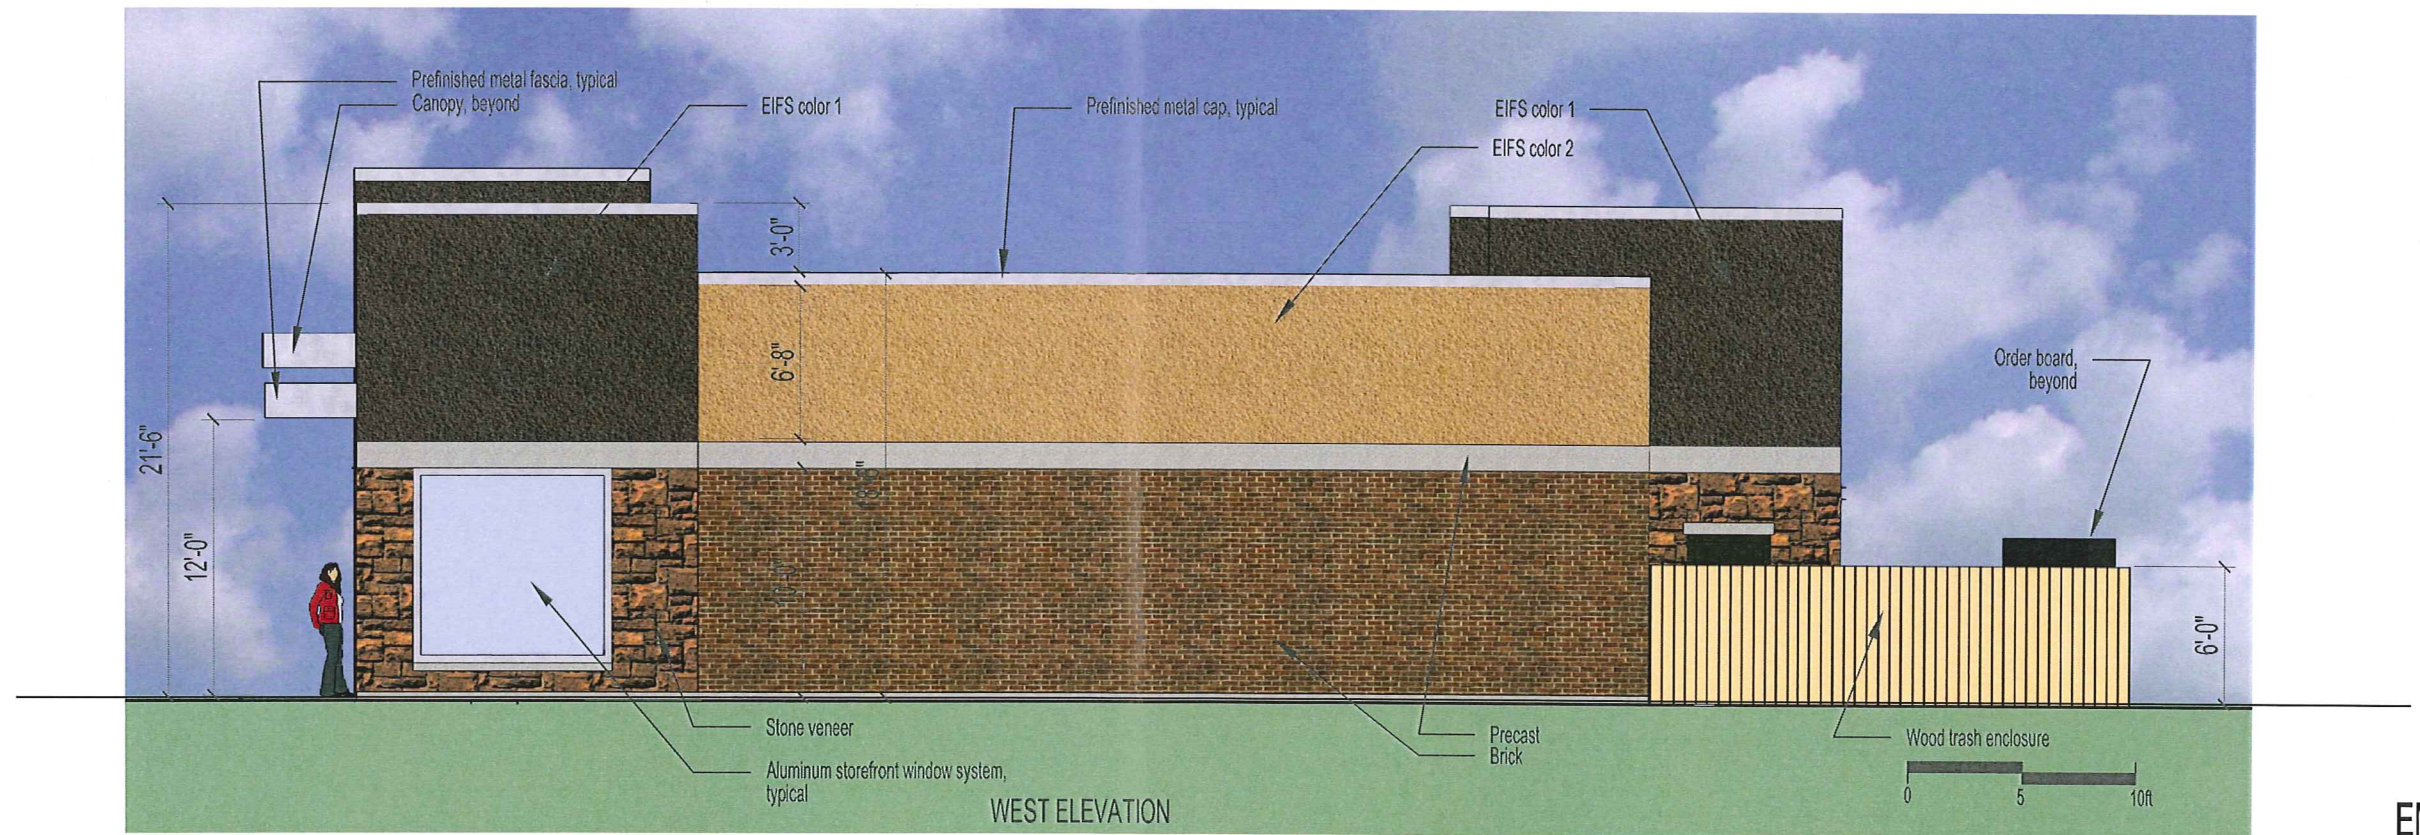 Prefinished metal fascia, typical
Canopy, beyond
EIFS color 1
Prefinished metal cap, typical
EIFS color 1
EIFS color 2
3'-0"
6'-8"
21'-6"
12'-0"
Order board,
beyond
6'-0"
Stone veneer
Aluminum storefront window system,
typical
Precast
Brick
Wood trash enclosure
0 5 10ft
WEST ELEVATION